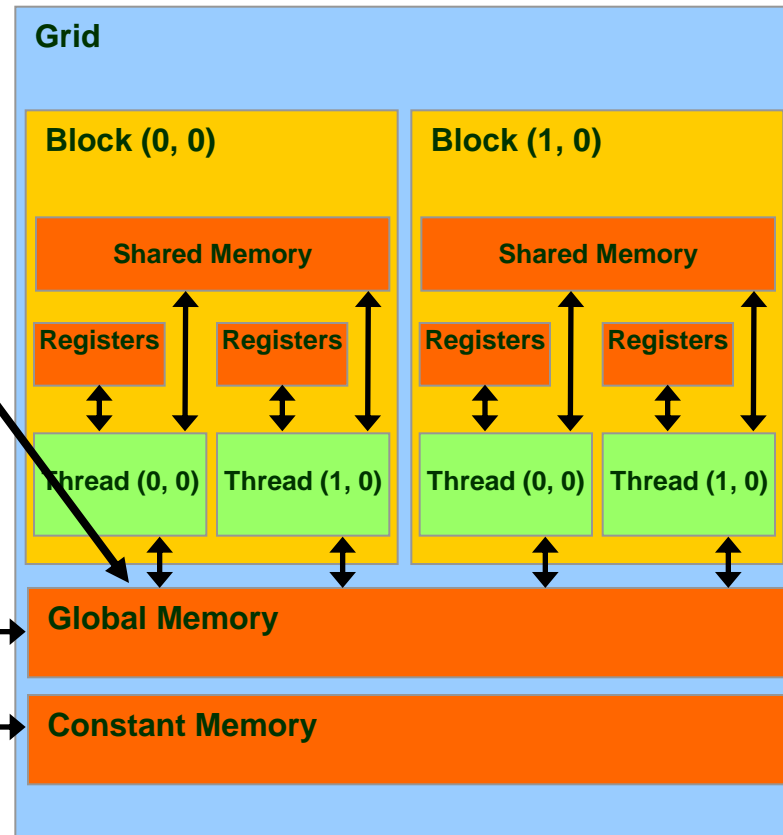 Grid
Block (0, 0)
Block (1, 0)
Shared Memory
Shared Memory
Registers
Registers
Registers
Registers
Thread (0, 0)
Thread (1, 0)
Thread (0, 0)
Thread (1, 0)
Global Memory
Constant Memory